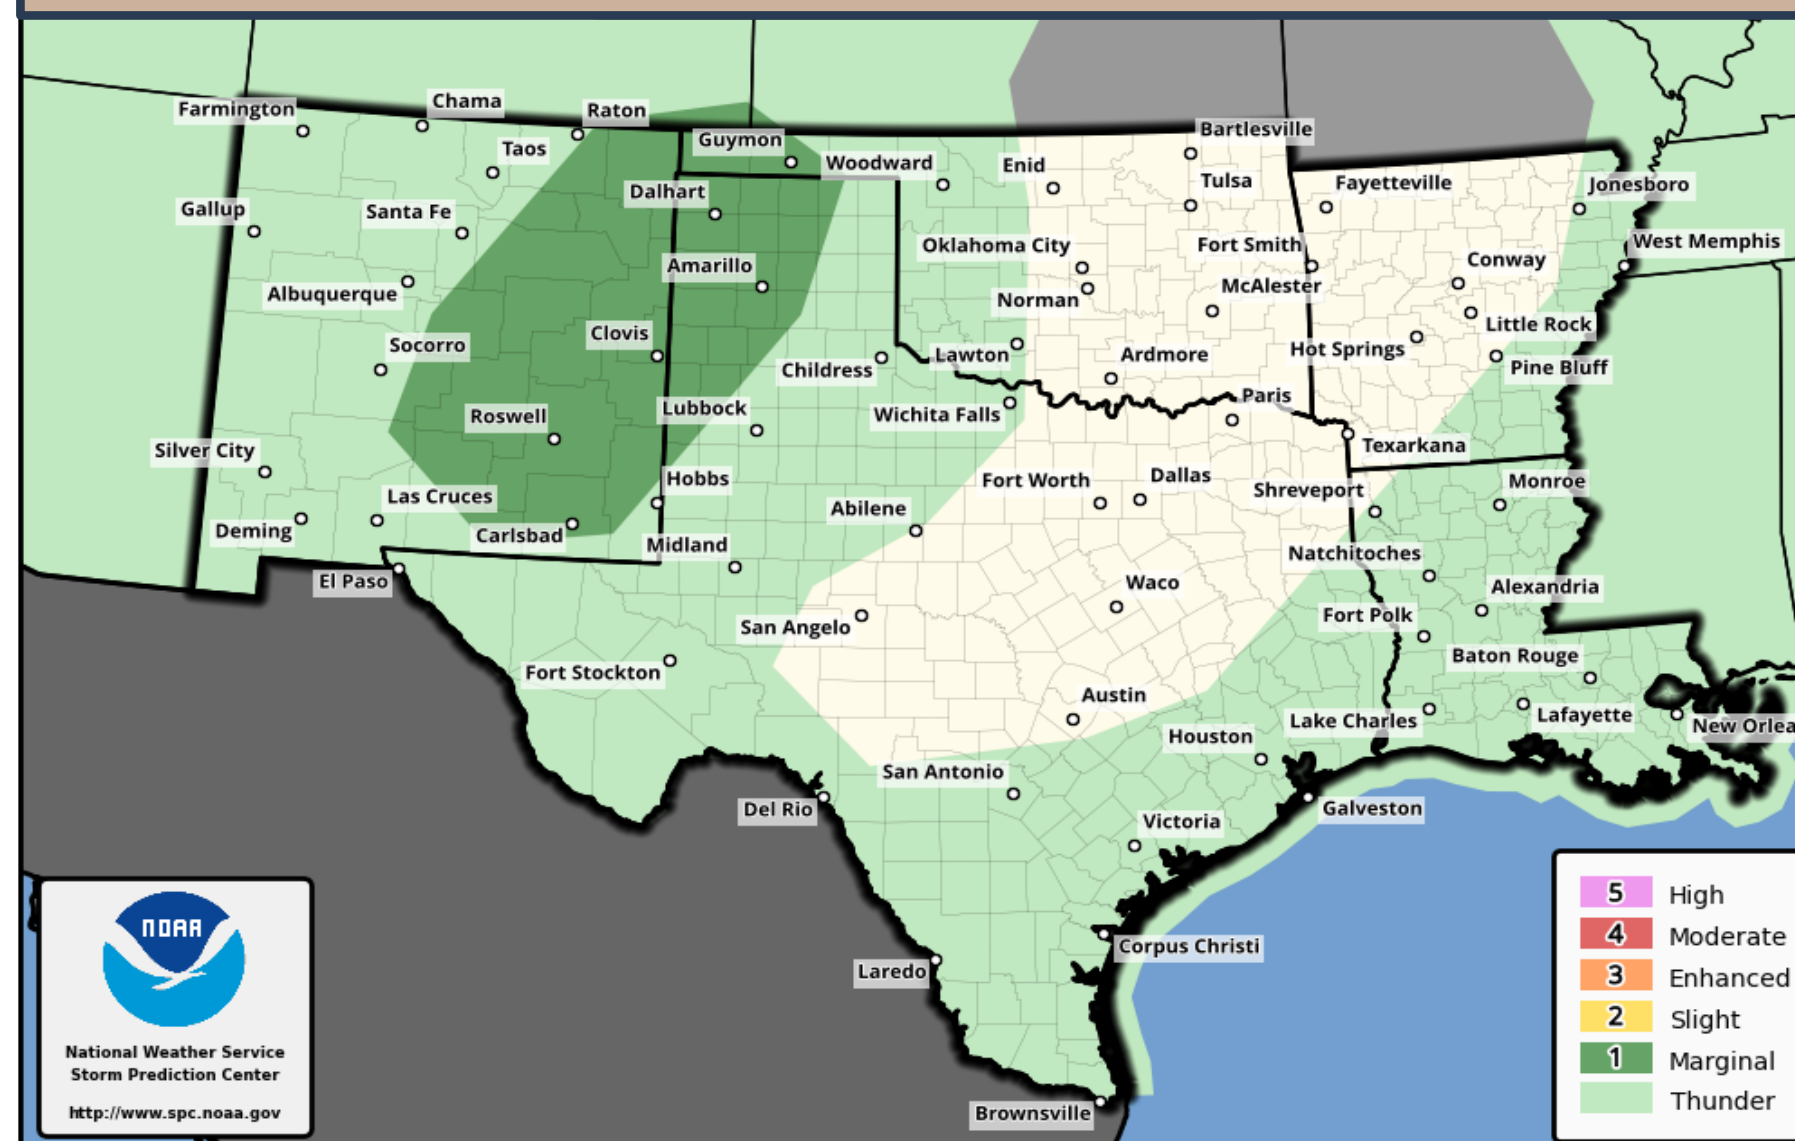 Farmington
Chama
Raton
Guymon
Bartlesville
Taos
Woodward
Enid
Tulsa
Fayetteville
Jonesboro
Dalhart
Gallup
Santa Fe
Oklahoma City
Fort Smith
West Memphis
Amarillo
Conway
Albuquerque
Norman
McAlester
Clovis
Little Rock
Socorro
Childress
Lawton
Ardmore
Hot Springs
Pine Bluff
Paris
Roswell
Lubbock
Wichita Falls
Silver City
Texarkana
Hobbs
Fort Worth
Dallas
Shreveport
Monroe
Las Cruces
Abilene
Deming
Carlsbad
Midland
Natchitoches
El Paso
Waco
Alexandria
San Angelo
Fort Polk
Baton Rouge
Fort Stockton
Austin
Lake Charles
Lafayette
New Orlea
Houston
San Antonio
Del Rio
Galveston
Victoria
Corpus Christi
Laredo
Brownsville
NOAA
National Weather Service
Storm Prediction Center
http://www.spc.noaa.gov
5 High
4 Moderate
3 Enhanced
2 Slight
1 Marginal
Thunder